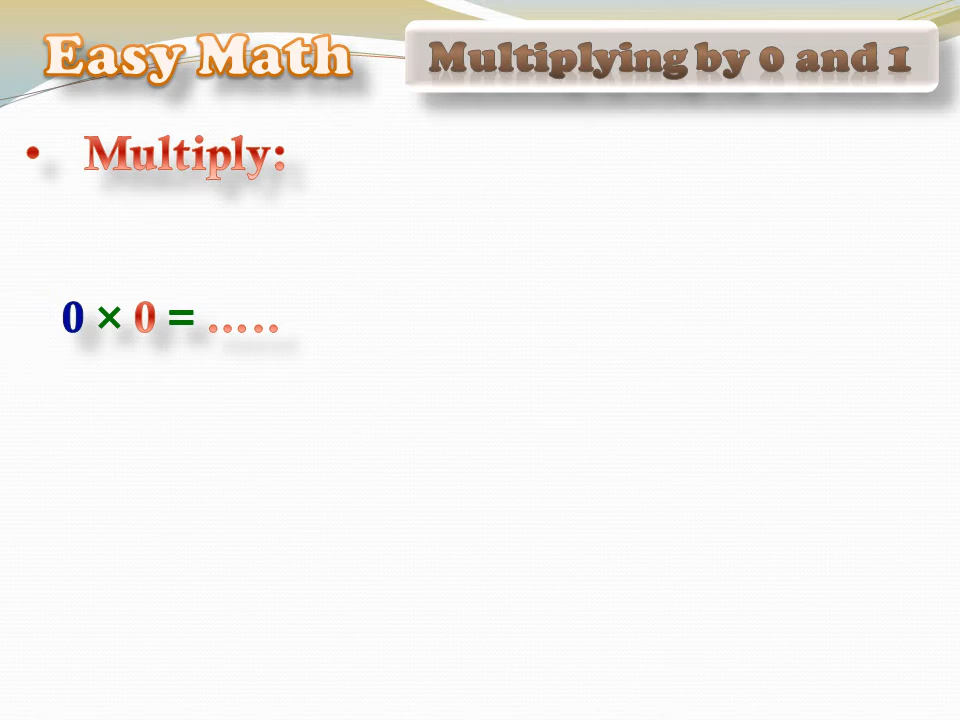 Easy Math
Multiplying by 0 and 1
• Multiply:
0 × 0 = .....